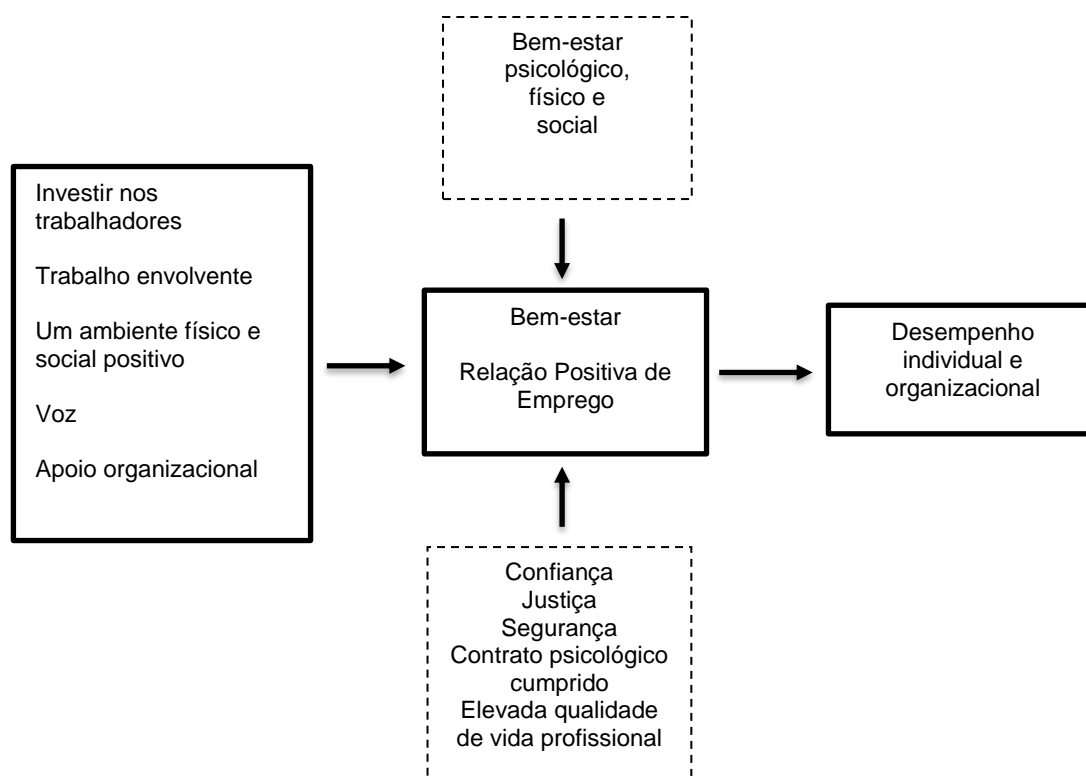 Bem-estar
psicológico,
físico e
social
Investir nos
trabalhadores
Trabalho envolvente
Um ambiente físico e
social positivo
Voz
Apoio organizacional
Bem-estar
Relação Positiva de
Emprego
Desempenho
individual e
organizacional
Confiança
Justiça
Segurança
Contrato psicológico
cumprido
Elevada qualidade
de vida profissional